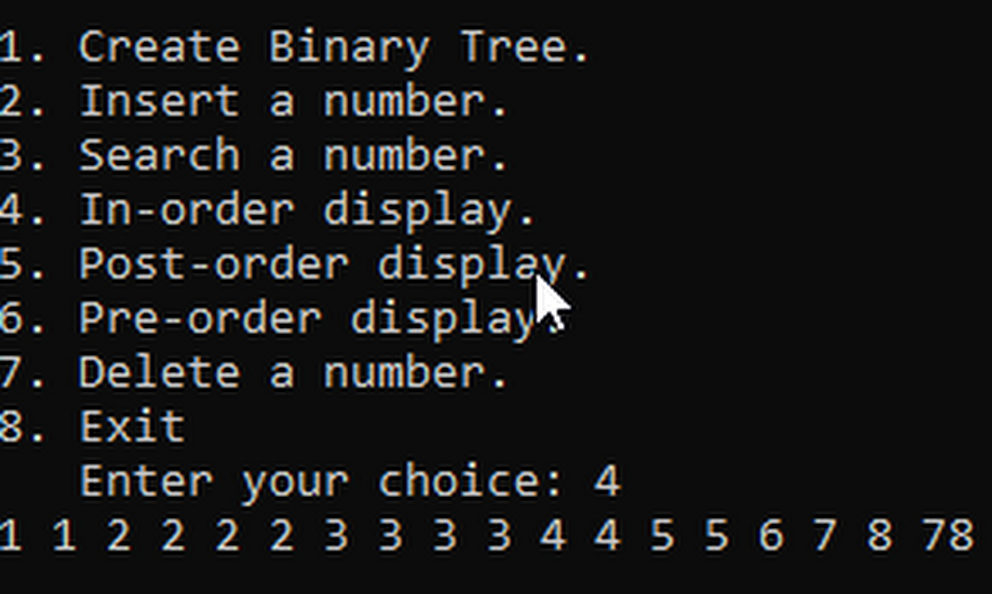 1. Create Binary Tree.
2. Insert a number.
3. Search a number.
4. In-order display.
5. Post-order display.
6. Pre-order display.
7. Delete a number.
8. Exit
Enter your choice: 4
1 1 2 2 2 2 3 3 3 3 4 4 5 5 6 7 8 78